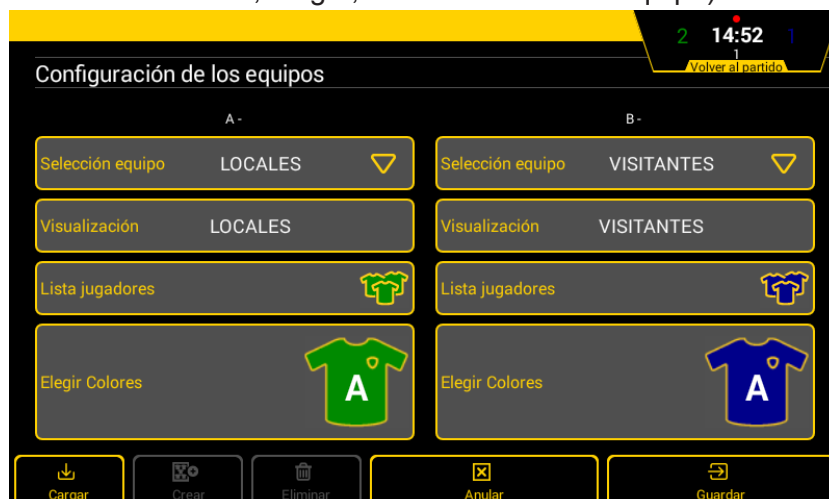 2 14:52 1
1
Volver al partido
Configuración de los equipos
A - B -
Selección equipo LOCALES Selección equipo VISITANTES
Visualización LOCALES Visualización VISITANTES
Lista jugadores Lista jugadores
Elegir Colores A Elegir Colores A
Cargar Crear Eliminar Anular Guardar